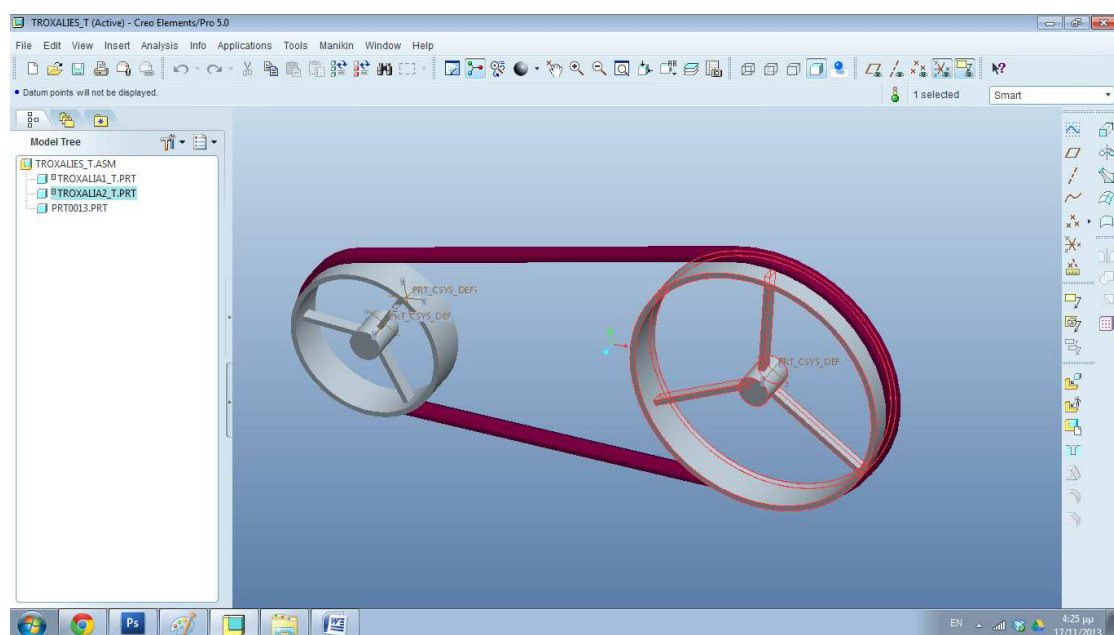 TROXALIES_T (Active) - Creo Elements/Pro 5.0
File Edit View Insert Analysis Info Applications Tools Manikin Window Help
• Datum points will not be displayed.
1 selected
Smart
Model Tree
TROXALIES_T.ASM
TROXALIA1_T.PRT
TROXALIA2_T.PRT
PRT0013.PRT
PRT_CSYS_DEF
PRT_CSYS_DEF
PRT_CSYS_DEF
Ps
EN
4:25 μμ
17/11/2013